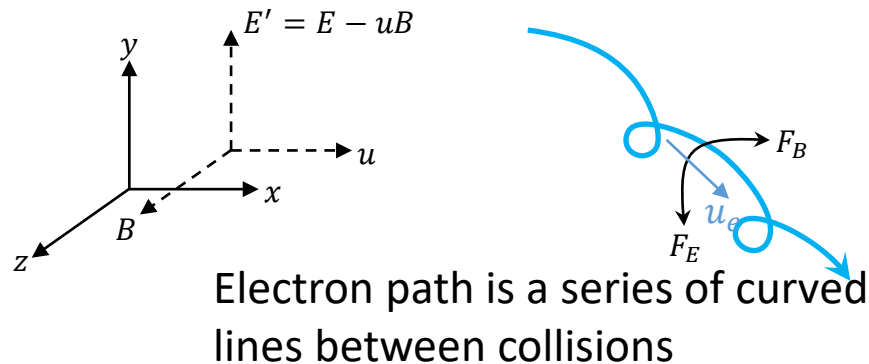 E′ = E − uB
y
u
x
B
z
F_B
u_e
F_E
Electron path is a series of curved
lines between collisions